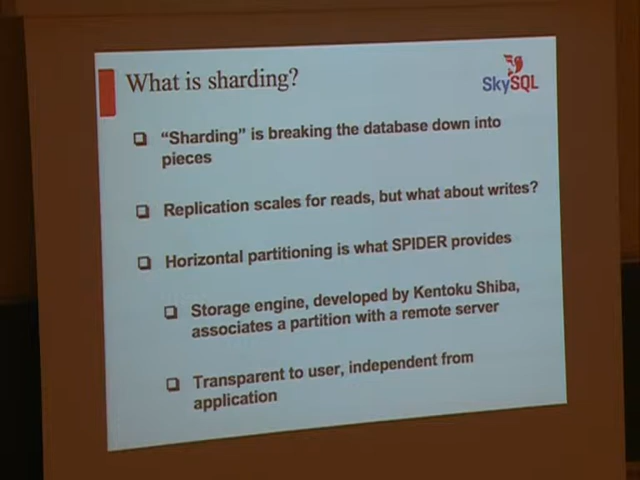 What is sharding?
SkySQL
"Sharding" is breaking the database down into
pieces
Replication scales for reads, but what about writes?
Horizontal partitioning is what SPIDER provides
Storage engine, developed by Kentoku Shiba,
associates a partition with a remote server
Transparent to user, independent from
application